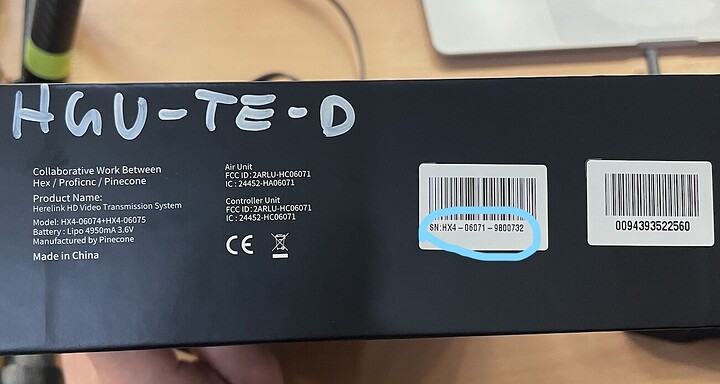 HGU-TE-D
Collaborative Work Between
Hex / Proficnc / Pinecone
Product Name:
Herelink HD Video Transmission System
Model: HX4-06074+HX4-06075
Battery : Lipo 4950mA 3.6V
Manufactured by Pinecone
Made in China
Air Unit
FCC ID: 2ARLU-HC06071
IC : 24452-HA06071
Controller Unit
FCC ID: 2ARLU-HC06071
IC : 24452-HC06071
CE
SN:HX4-06071-9800732
0094393522560